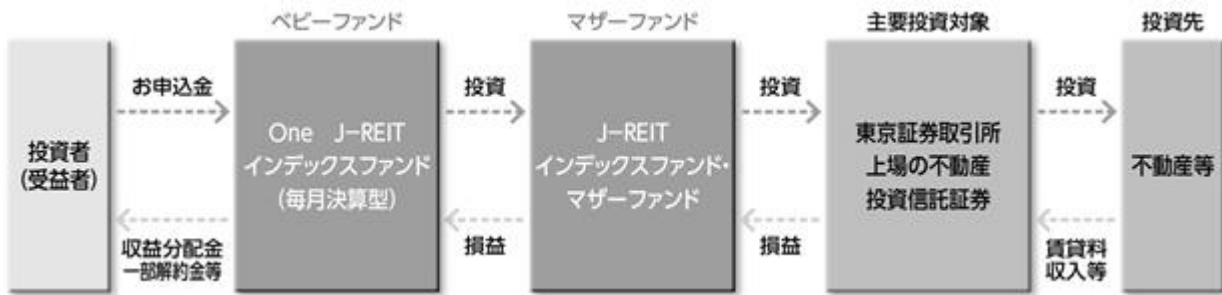 ベビーファンド
マザーファンド
主要投資対象
投資先
投資者
(受益者)
お申込金
収益分配金
一部解約金等
One J-REIT
インデックスファンド
(毎月決算型)
投資
損益
J-REIT
インデックスファンド・
マザーファンド
投資
損益
東京証券取引所
上場の不動産
投資信託証券
投資
賃貸料
収入等
不動産等